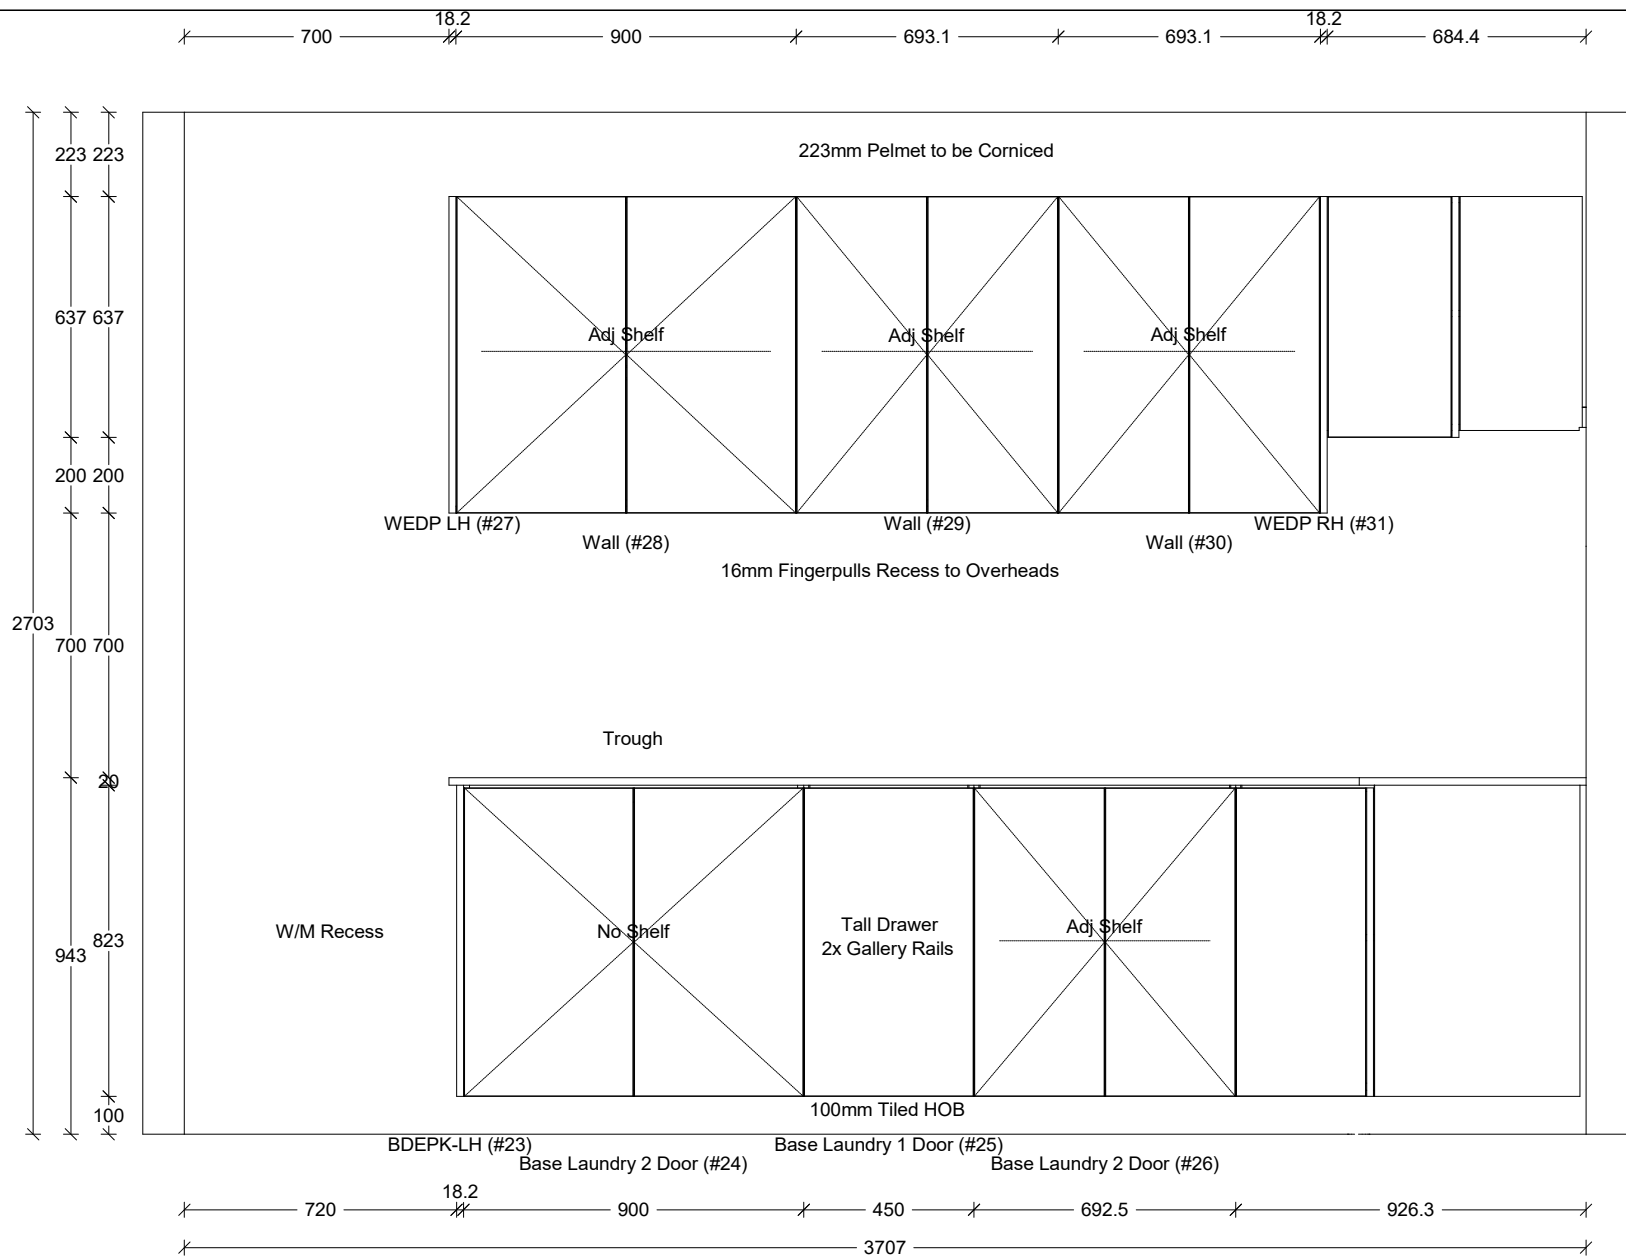 18.2
18.2
700
900
693.1
693.1
684.4
223
223
223mm Pelmet to be Corniced
637
637
Adj Shelf
Adj Shelf
Adj Shelf
200
200
WEDP LH (#27)
Wall (#29)
WEDP RH (#31)
Wall (#28)
Wall (#30)
16mm Fingerpulls Recess to Overheads
2703
700
700
Trough
20
W/M Recess
No Shelf
Tall Drawer
2x Gallery Rails
Adj Shelf
823
943
100
100mm Tiled HOB
BDEPK-LH (#23)
Base Laundry 1 Door (#25)
Base Laundry 2 Door (#24)
Base Laundry 2 Door (#26)
18.2
720
900
450
692.5
926.3
3707